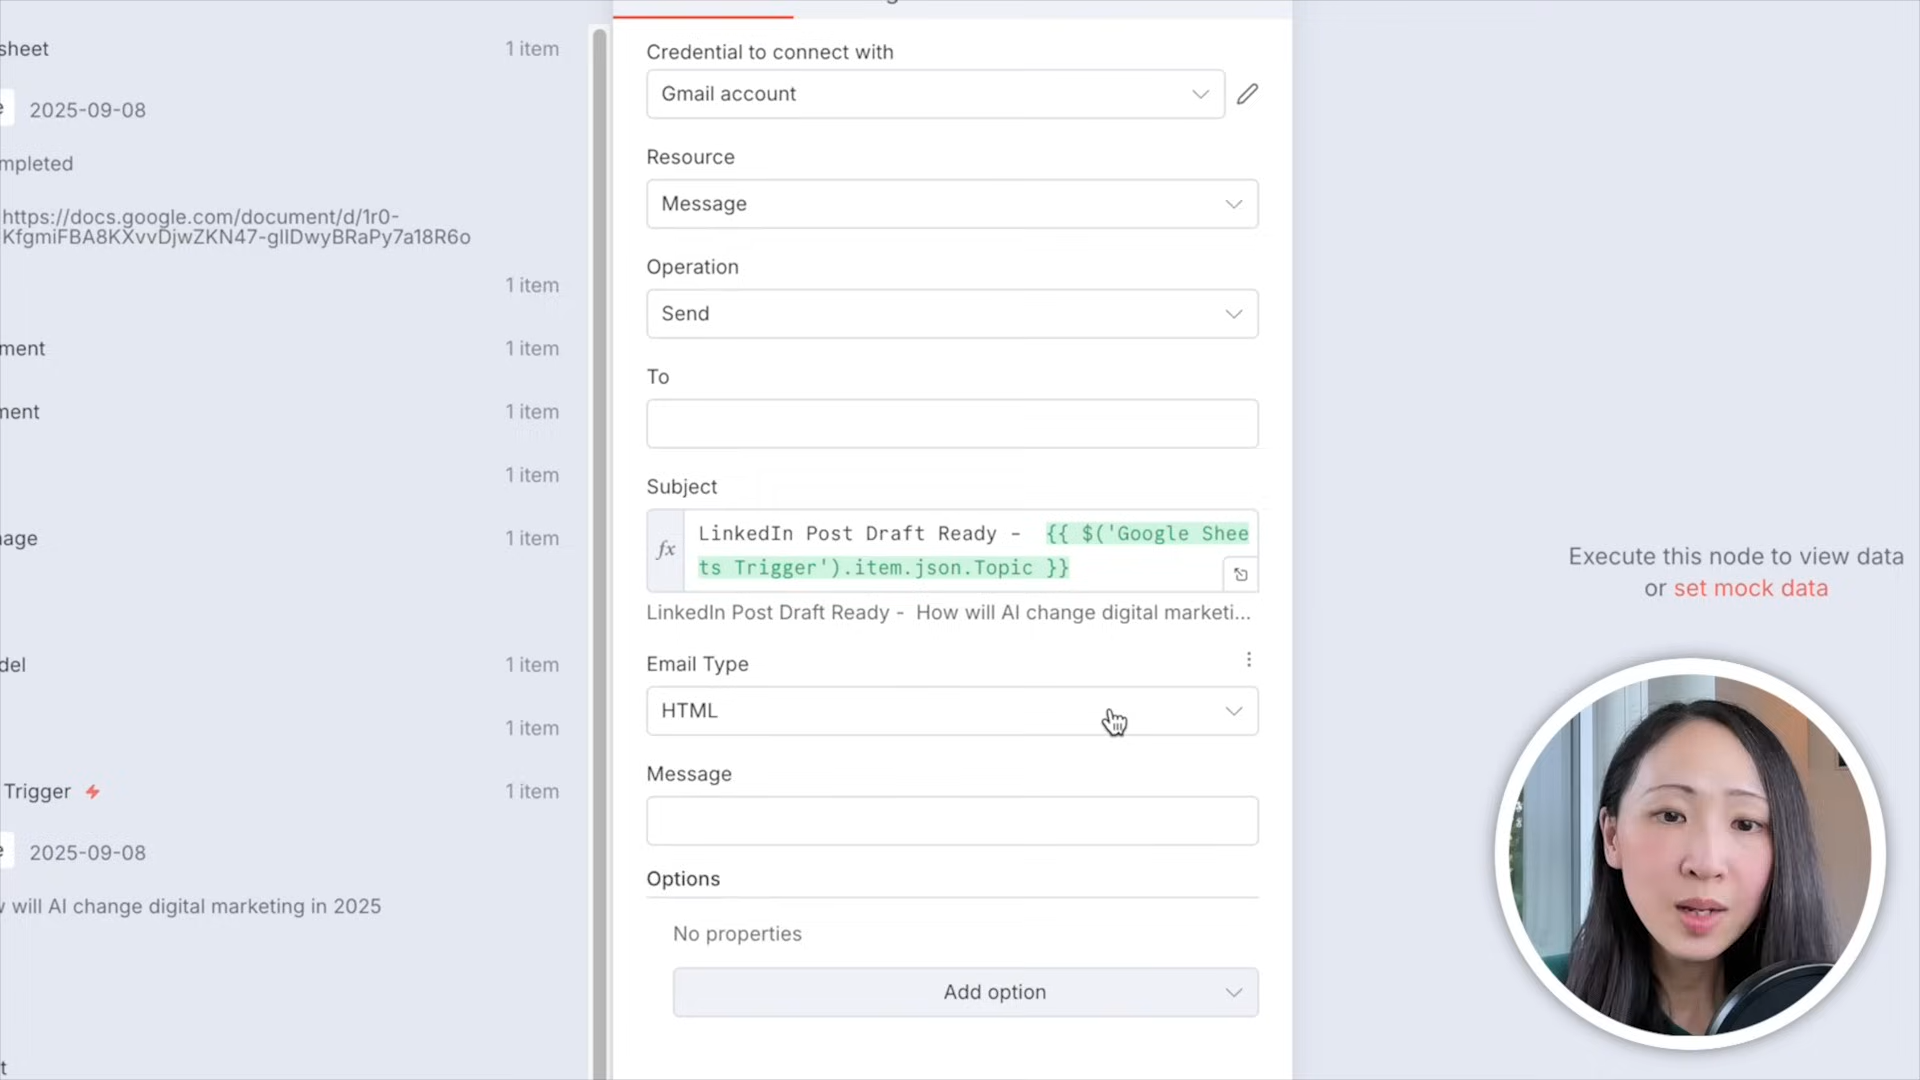 sheet
1 item
2025-09-08
mpleted
https://docs.google.com/document/d/1r0-
KfgmiFBA8KXvvDjwZKN47-gIIDwyBRaPy7a18R6o
1 item
ment
1 item
ment
1 item
1 item
age
1 item
del
1 item
1 item
Trigger
1 item
2025-09-08
will AI change digital marketing in 2025
Credential to connect with
Gmail account
Resource
Message
Operation
Send
To
Subject
fx
LinkedIn Post Draft Ready - {{ $('Google Shee
ts Trigger').item.json.Topic }}
LinkedIn Post Draft Ready - How will AI change digital marketi...
Email Type
HTML
Message
Options
No properties
Add option
Execute this node to view data
or set mock data